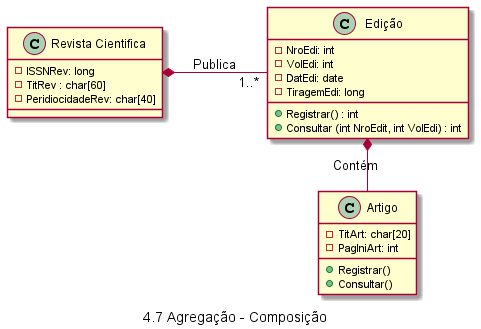 C Revista Cientifica
ISSNRev: long
TitRev : char[60]
PeridiocidadeRev: char[40]
Publica
1..*
C Edição
NroEdi: int
VolEdi: int
DatEdi: date
TiragemEdi: long
Registrar() : int
Consultar (int NroEdit, int VolEdi) : int
Contém
C Artigo
TitArt: char[20]
PagIniArt: int
Registrar()
Consultar()
4.7 Agregação - Composição